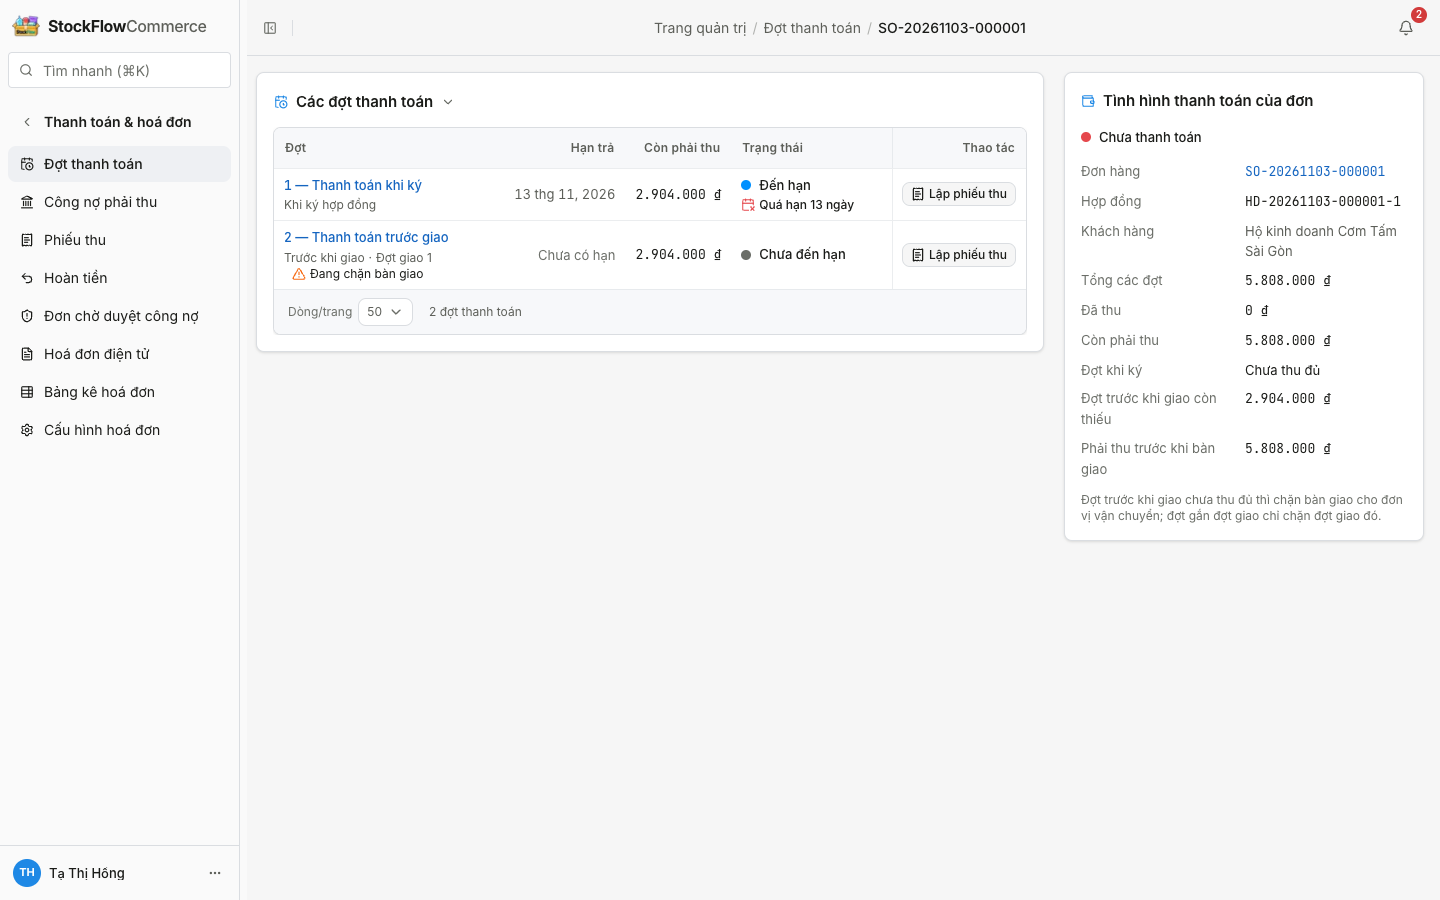 StockFlowCommerce
Tìm nhanh (⌘K)
Thanh toán & hoá đơn
Đợt thanh toán
Công nợ phải thu
Phiếu thu
Hoàn tiền
Đơn chờ duyệt công nợ
Hoá đơn điện tử
Bảng kê hoá đơn
Cấu hình hoá đơn
TH Tạ Thị Hồng
Trang quản trị / Đợt thanh toán / SO-20261103-000001
2
Các đợt thanh toán
Đợt Hạn trả Còn phải thu Trạng thái Thao tác
1 — Thanh toán khi ký
Khi ký hợp đồng
13 thg 11, 2026
2.904.000 ₫
Đến hạn
Quá hạn 13 ngày
Lập phiếu thu
2 — Thanh toán trước giao
Trước khi giao · Đợt giao 1
Đang chặn bàn giao
Chưa có hạn
2.904.000 ₫
Chưa đến hạn
Lập phiếu thu
Dòng/trang 50 2 đợt thanh toán
Tình hình thanh toán của đơn
Chưa thanh toán
Đơn hàng SO-20261103-000001
Hợp đồng HD-20261103-000001-1
Khách hàng Hộ kinh doanh Cơm Tấm
Sài Gòn
Tổng các đợt 5.808.000 ₫
Đã thu 0 ₫
Còn phải thu 5.808.000 ₫
Đợt khi ký Chưa thu đủ
Đợt trước khi giao còn 2.904.000 ₫
thiếu
Phải thu trước khi bàn 5.808.000 ₫
giao
Đợt trước khi giao chưa thu đủ thì chặn bàn giao cho đơn
vị vận chuyển; đợt gắn đợt giao chỉ chặn đợt giao đó.